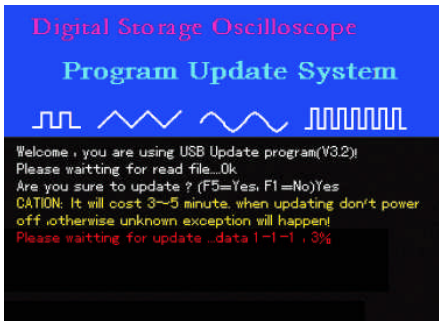 Digital Storage Oscilloscope
Program Update System
Welcome , you are using USB Update program(V3.2)!
Please waitting for read file....Ok
Are you sure to update ? (F5=Yes, F1=No)Yes
CATION: It will cost 3~5 minute, when updating don't power
off ,otherwise unknown exception will happen!
Please waitting for update ...data 1-1-1 , 3%